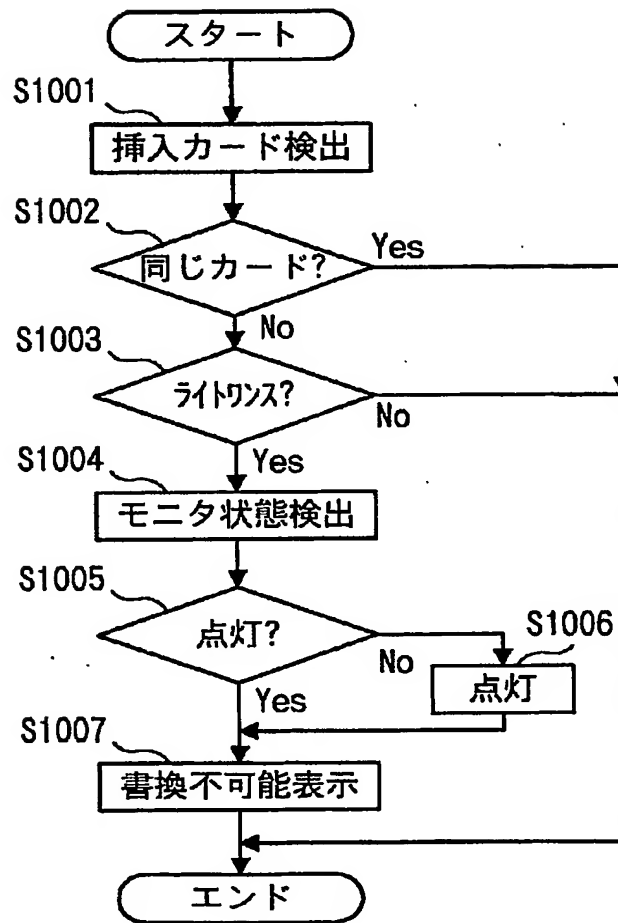 スタート
S1001
挿入カード検出
S1002
同じカード?
Yes
No
S1003
ライトワンス?
No
Yes
S1004
モニタ状態検出
S1005
点灯?
No
S1006
点灯
Yes
S1007
書換不可能表示
エンド